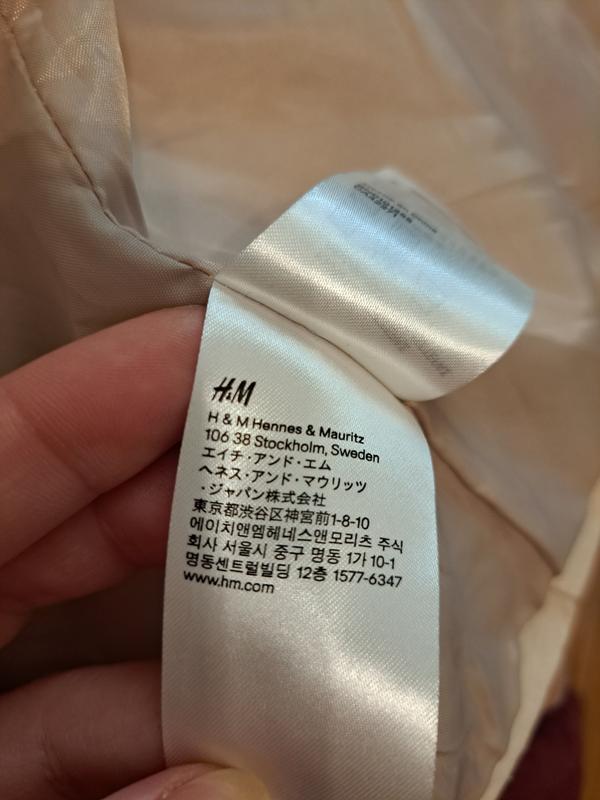 H&M
H & M Hennes & Mauritz
106 38 Stockholm, Sweden
エイチ・アンド・エム
ヘネス・アンド・マウリッツ
・ジャパン株式会社
東京都渋谷区神宮前1-8-10
에이치앤엠헤네스앤모리츠 주식
회사 서울시 중구 명동 1가 10-1
명동센트럴빌딩 12층 1577-6347
www.hm.com